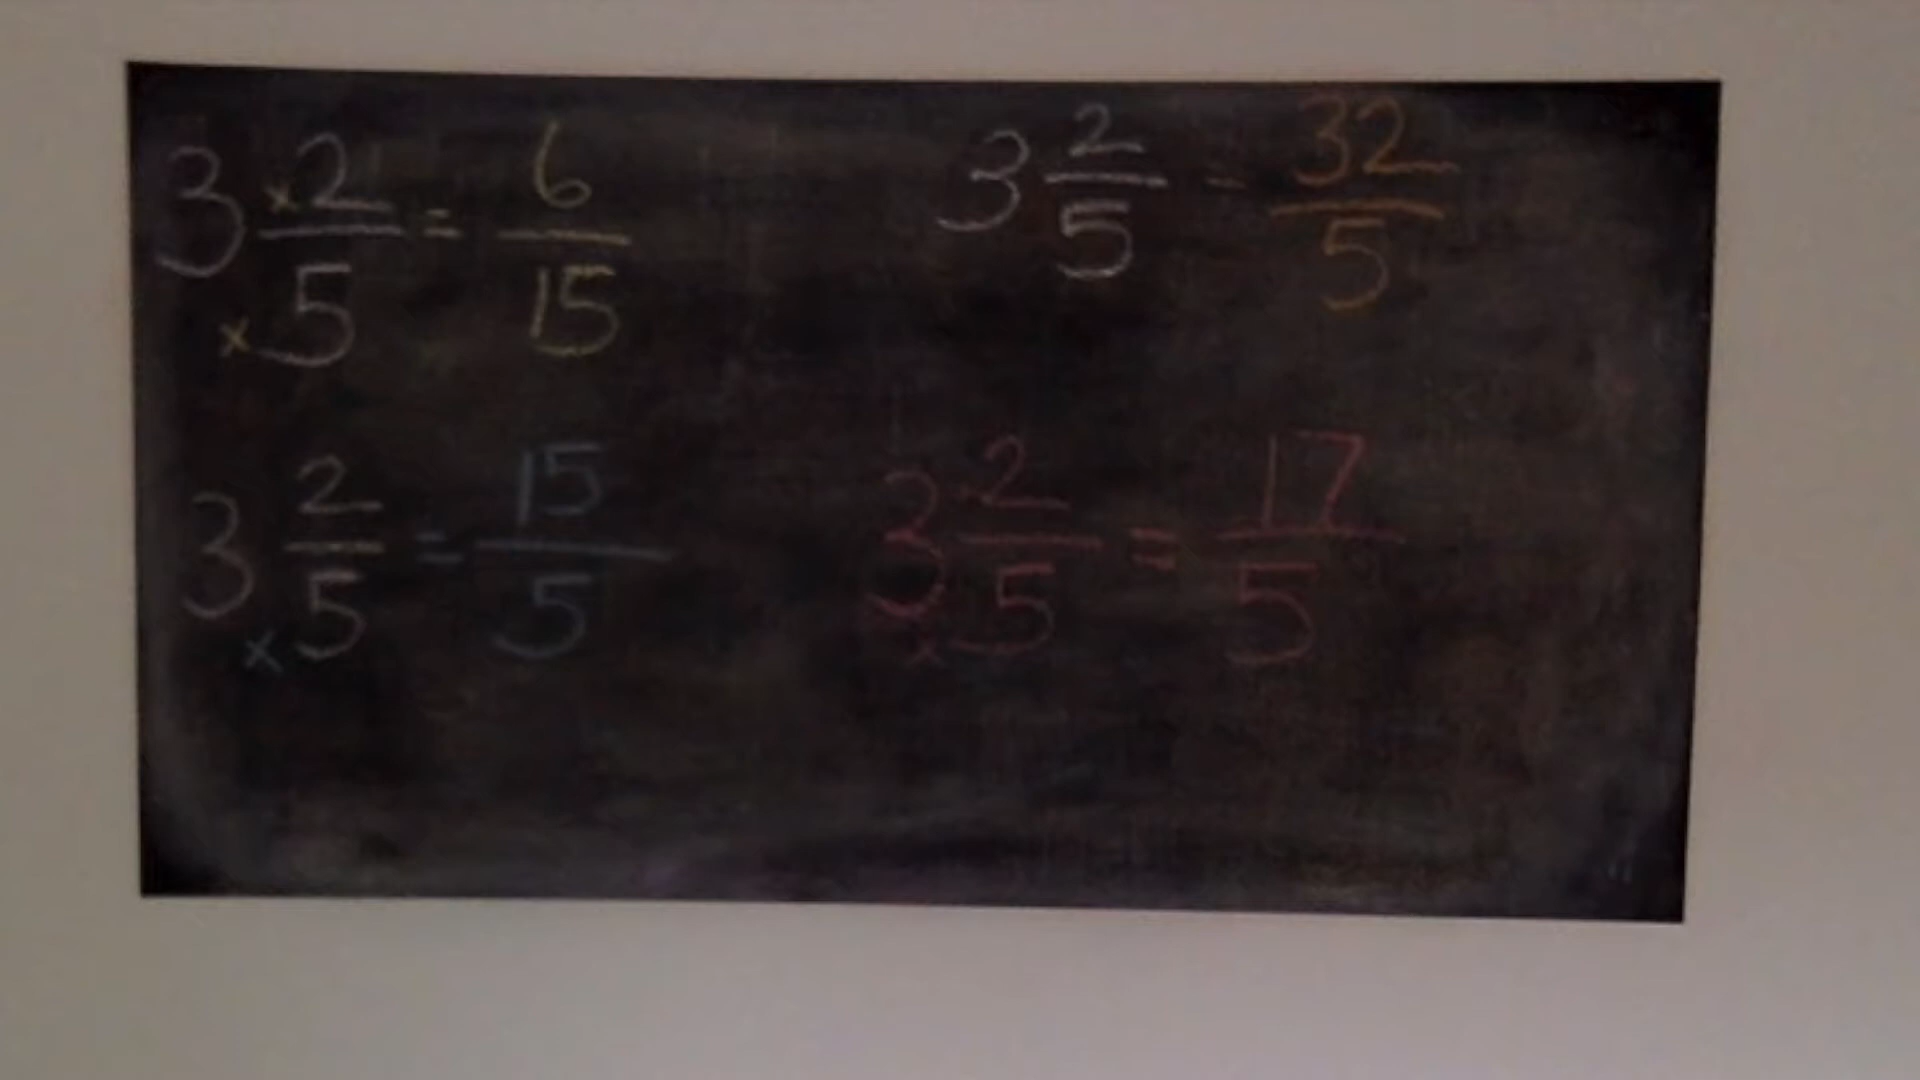 3 ×2/×5 = 6/15
3 2/5 - 32/5
3 ×2/5 = 15/5
3 ×2/5 = 17/5